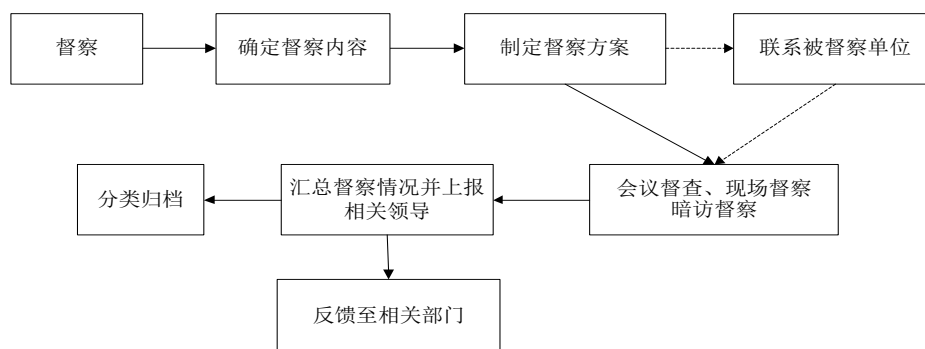 督察
确定督察内容
制定督察方案
联系被督察单位
会议督查、现场督察
暗访督察
汇总督察情况并上报
相关领导
分类归档
反馈至相关部门